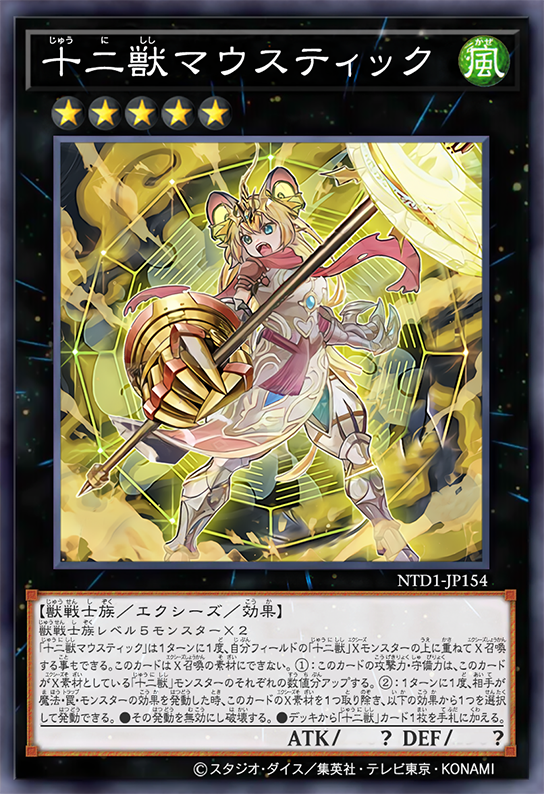 十二獣マウスティック
風
NTD1-JP154
【獣戦士族／エクシーズ／効果】
獣戦士族レベル５モンスター×２
「十二獣マウスティック」は1ターンに1度、自分フィールドの「十二獣」Xモンスターの上に重ねてX召喚
する事もできる。このカードはX召喚の素材にできない。①：このカードの攻撃力・守備力は、このカード
がX素材としている「十二獣」モンスターのそれぞれの数値分アップする。②：1ターンに1度、相手が
魔法・罠・モンスターの効果を発動した時、このカードのX素材を1つ取り除き、以下の効果から1つを選択
して発動できる。●その発動を無効にし破壊する。●デッキから「十二獣」カード1枚を手札に加える。
ATK/ ? DEF/ ?
©スタジオ・ダイス／集英社・テレビ東京・KONAMI